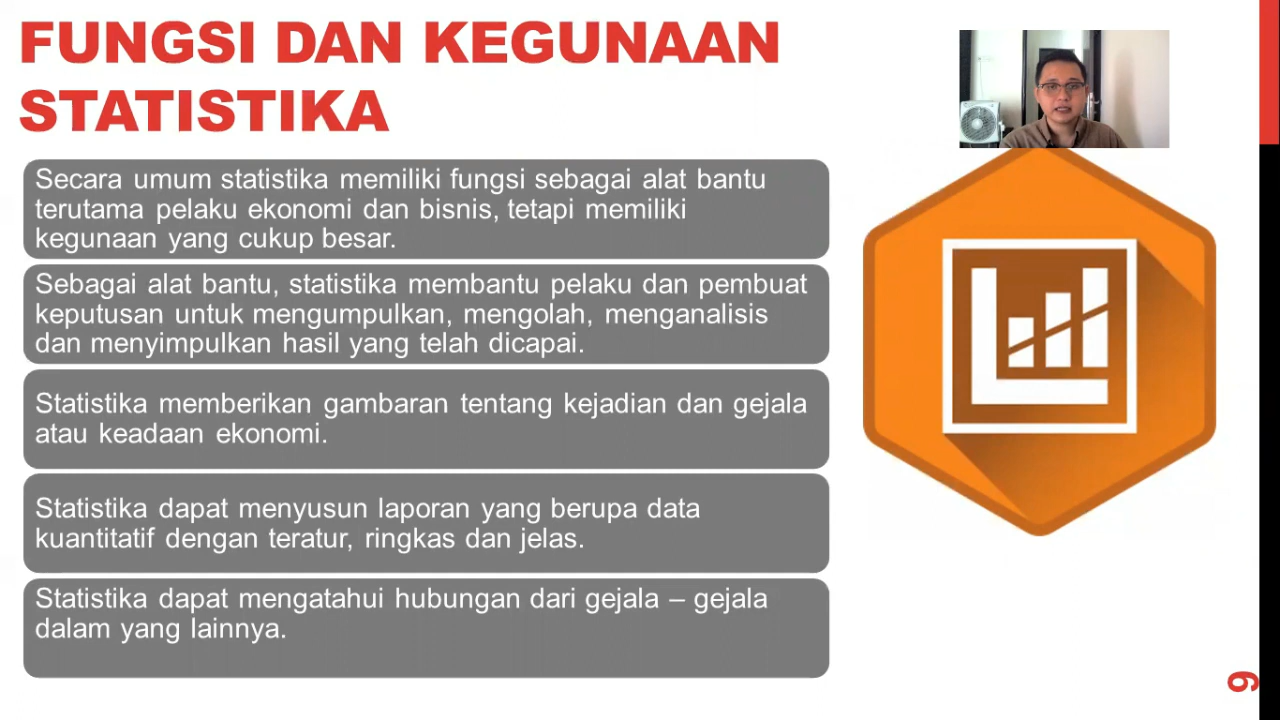 FUNGSI DAN KEGUNAAN
STATISTIKA
Secara umum statistika memiliki fungsi sebagai alat bantu
terutama pelaku ekonomi dan bisnis, tetapi memiliki
kegunaan yang cukup besar.
Sebagai alat bantu, statistika membantu pelaku dan pembuat
keputusan untuk mengumpulkan, mengolah, menganalisis
dan menyimpulkan hasil yang telah dicapai.
Statistika memberikan gambaran tentang kejadian dan gejala
atau keadaan ekonomi.
Statistika dapat menyusun laporan yang berupa data
kuantitatif dengan teratur, ringkas dan jelas.
Statistika dapat mengatahui hubungan dari gejala – gejala
dalam yang lainnya.
9